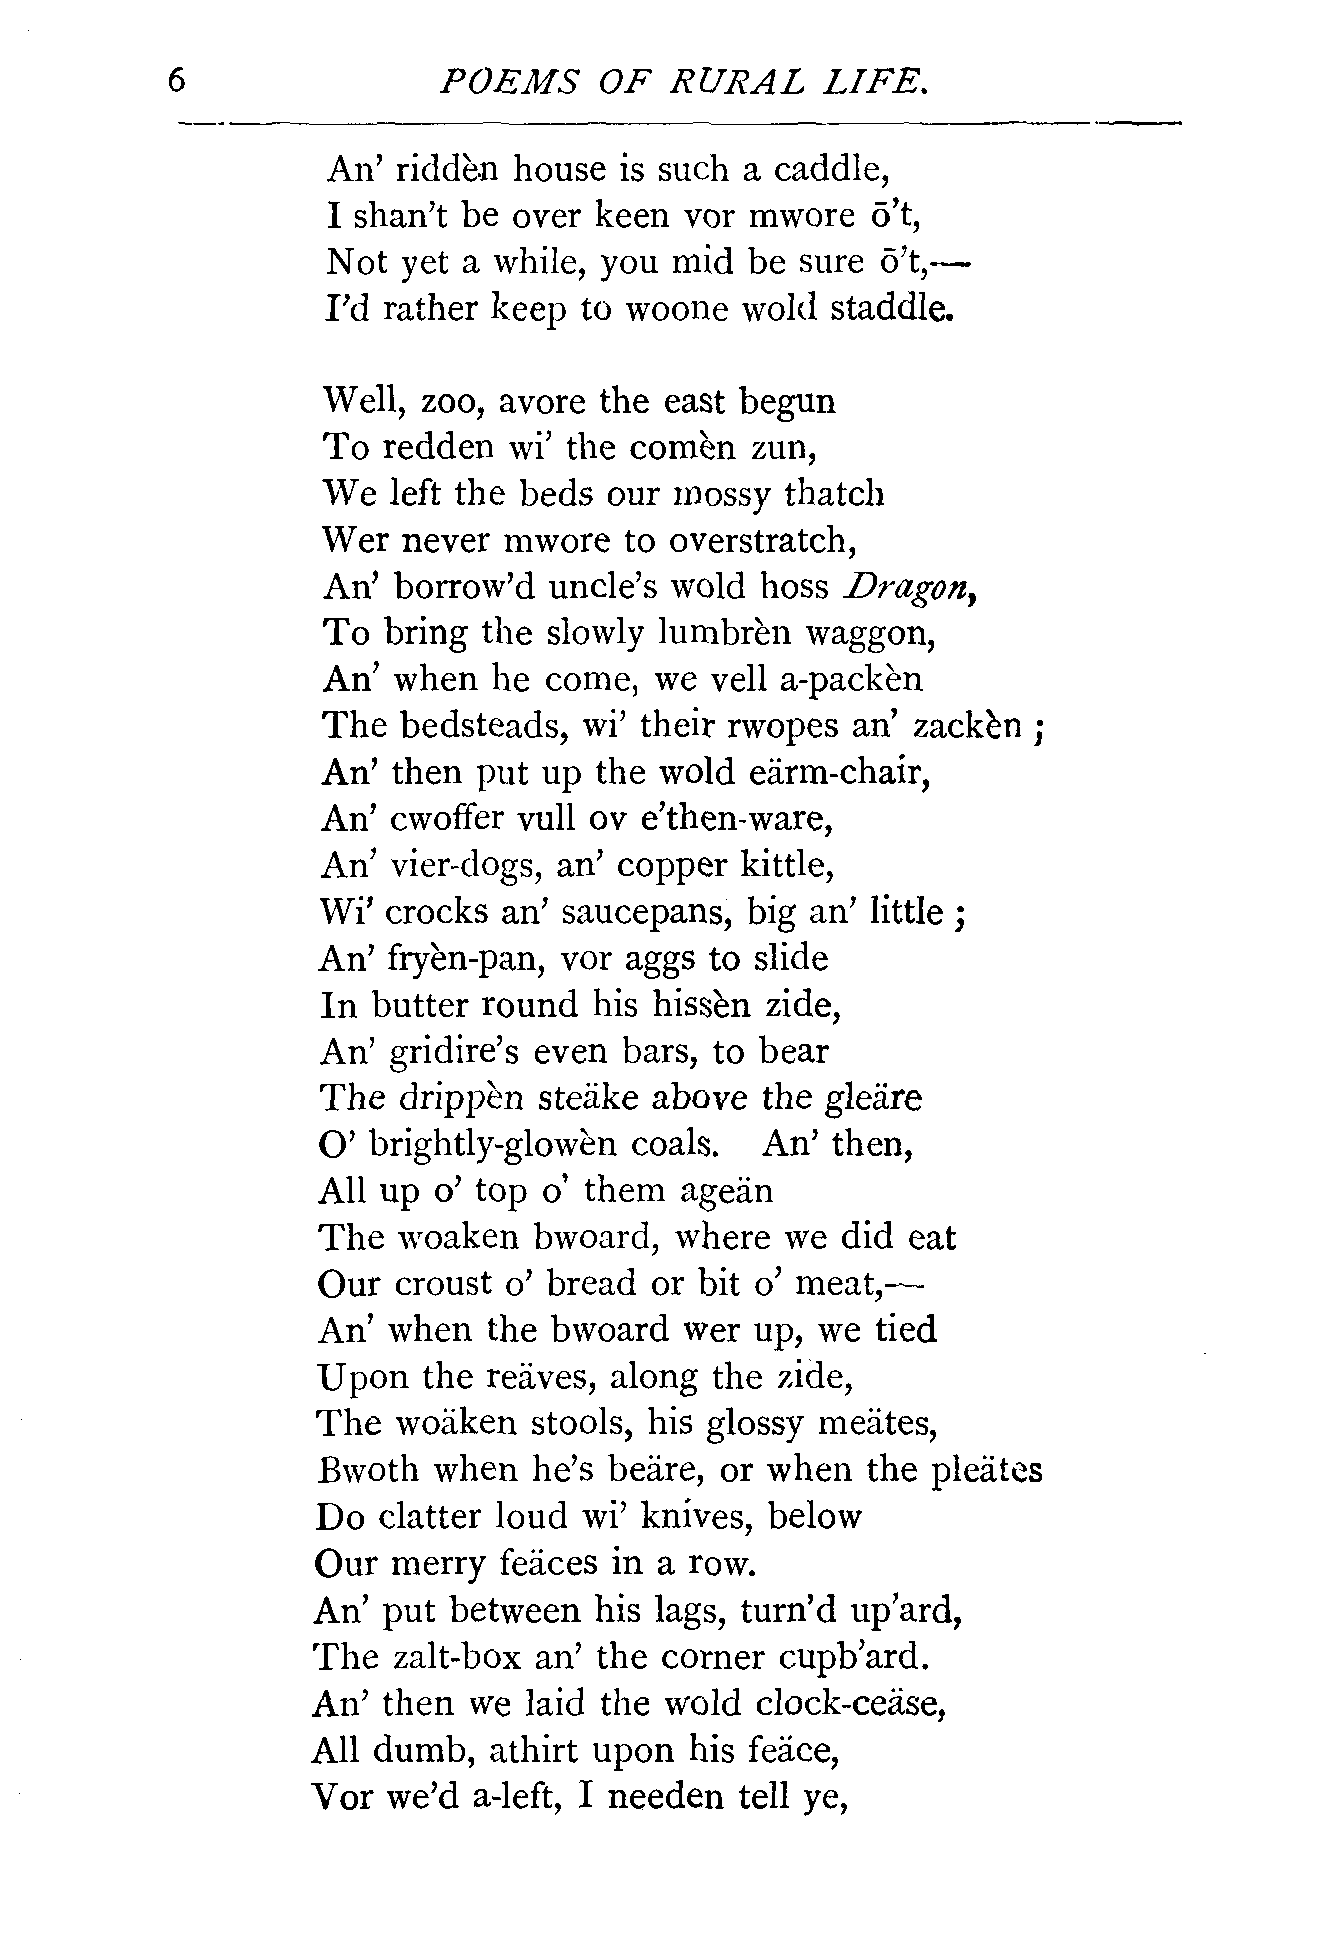 6 POEMS OF RURAL LIFE.
An' riddèn house is such a caddle,
I shan't be over keen vor mwore ō't,
Not yet a while, you mid be sure ō't,—
I'd rather keep to woone wold staddle.

Well, zoo, avore the east begun
To redden wi' the comèn zun,
We left the beds our mossy thatch
Wer never mwore to overstratch,
An' borrow'd uncle's wold hoss Dragon,
To bring the slowly lumbrèn waggon,
An' when he come, we vell a-packèn
The bedsteads, wi' their rwopes an' zackèn ;
An' then put up the wold eärm-chair,
An' cwoffer vull ov e'then-ware,
An' vier-dogs, an' copper kittle,
Wi' crocks an' saucepans, big an' little ;
An' fryèn-pan, vor aggs to slide
In butter round his hissèn zide,
An' gridire's even bars, to bear
The drippèn steäke above the gleäre
O' brightly-glowèn coals. An' then,
All up o' top o' them ageän
The woaken bwoard, where we did eat
Our croust o' bread or bit o' meat,—
An' when the bwoard wer up, we tied
Upon the reäves, along the zide,
The woäken stools, his glossy meätes,
Bwoth when he's beäre, or when the pleätes
Do clatter loud wi' knives, below
Our merry feäces in a row.
An' put between his lags, turn'd up'ard,
The zalt-box an' the corner cupb'ard.
An' then we laid the wold clock-ceäse,
All dumb, athirt upon his feäce,
Vor we'd a-left, I needen tell ye,